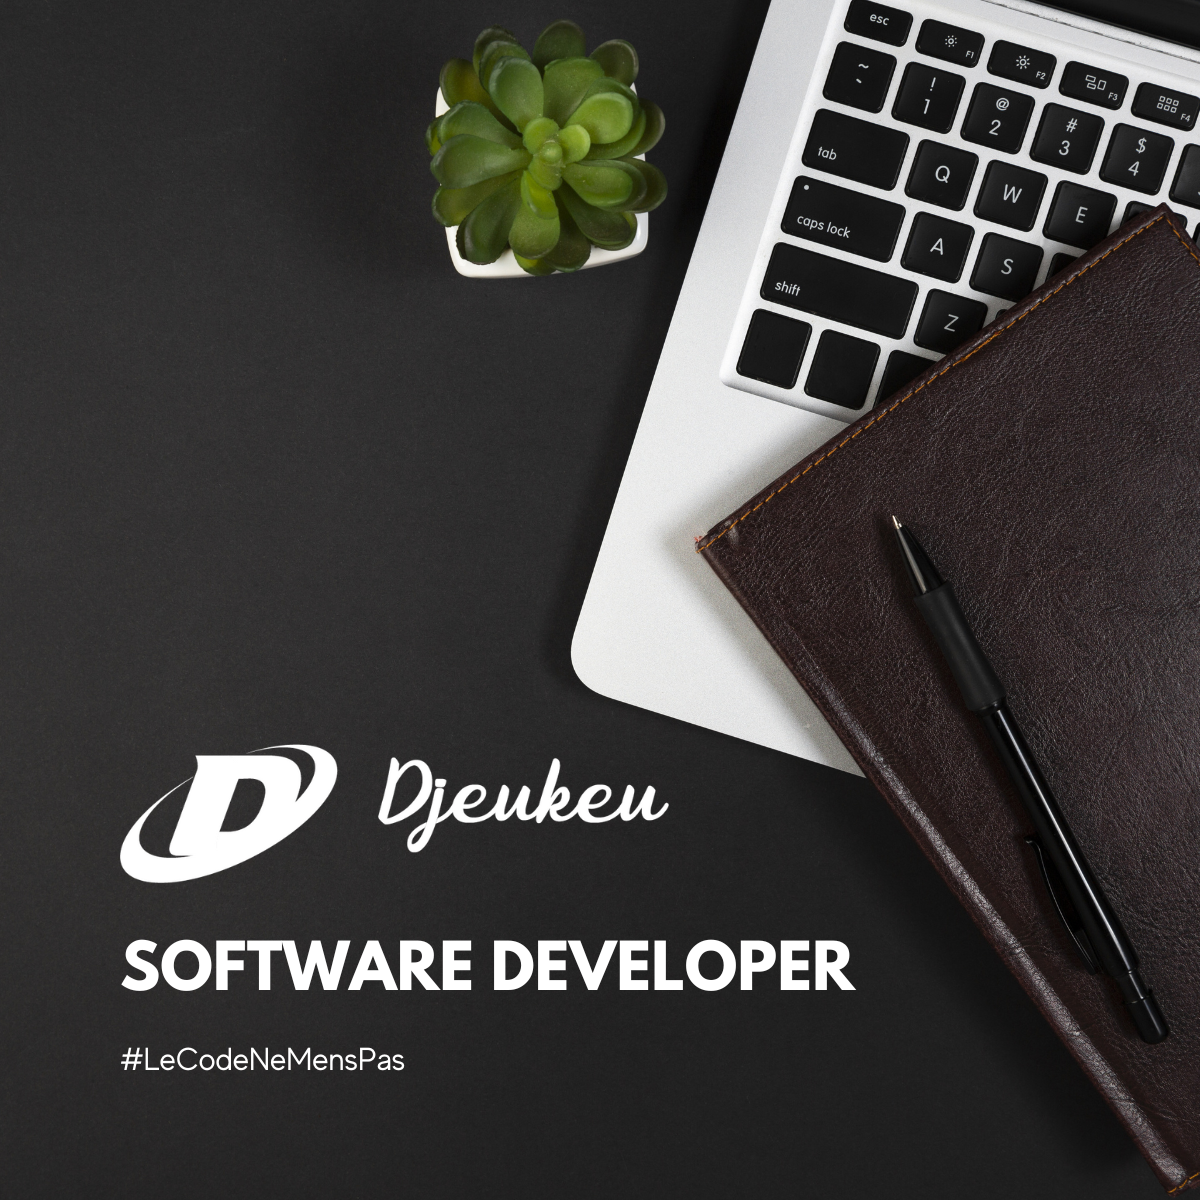 esc
F1
F2
F3
F4
~
`
!
1
@
2
#
3
$
4
tab
Q
W
E
caps lock
A
S
shift
Z
D Djeukeu
SOFTWARE DEVELOPER
#LeCodeNeMensPas